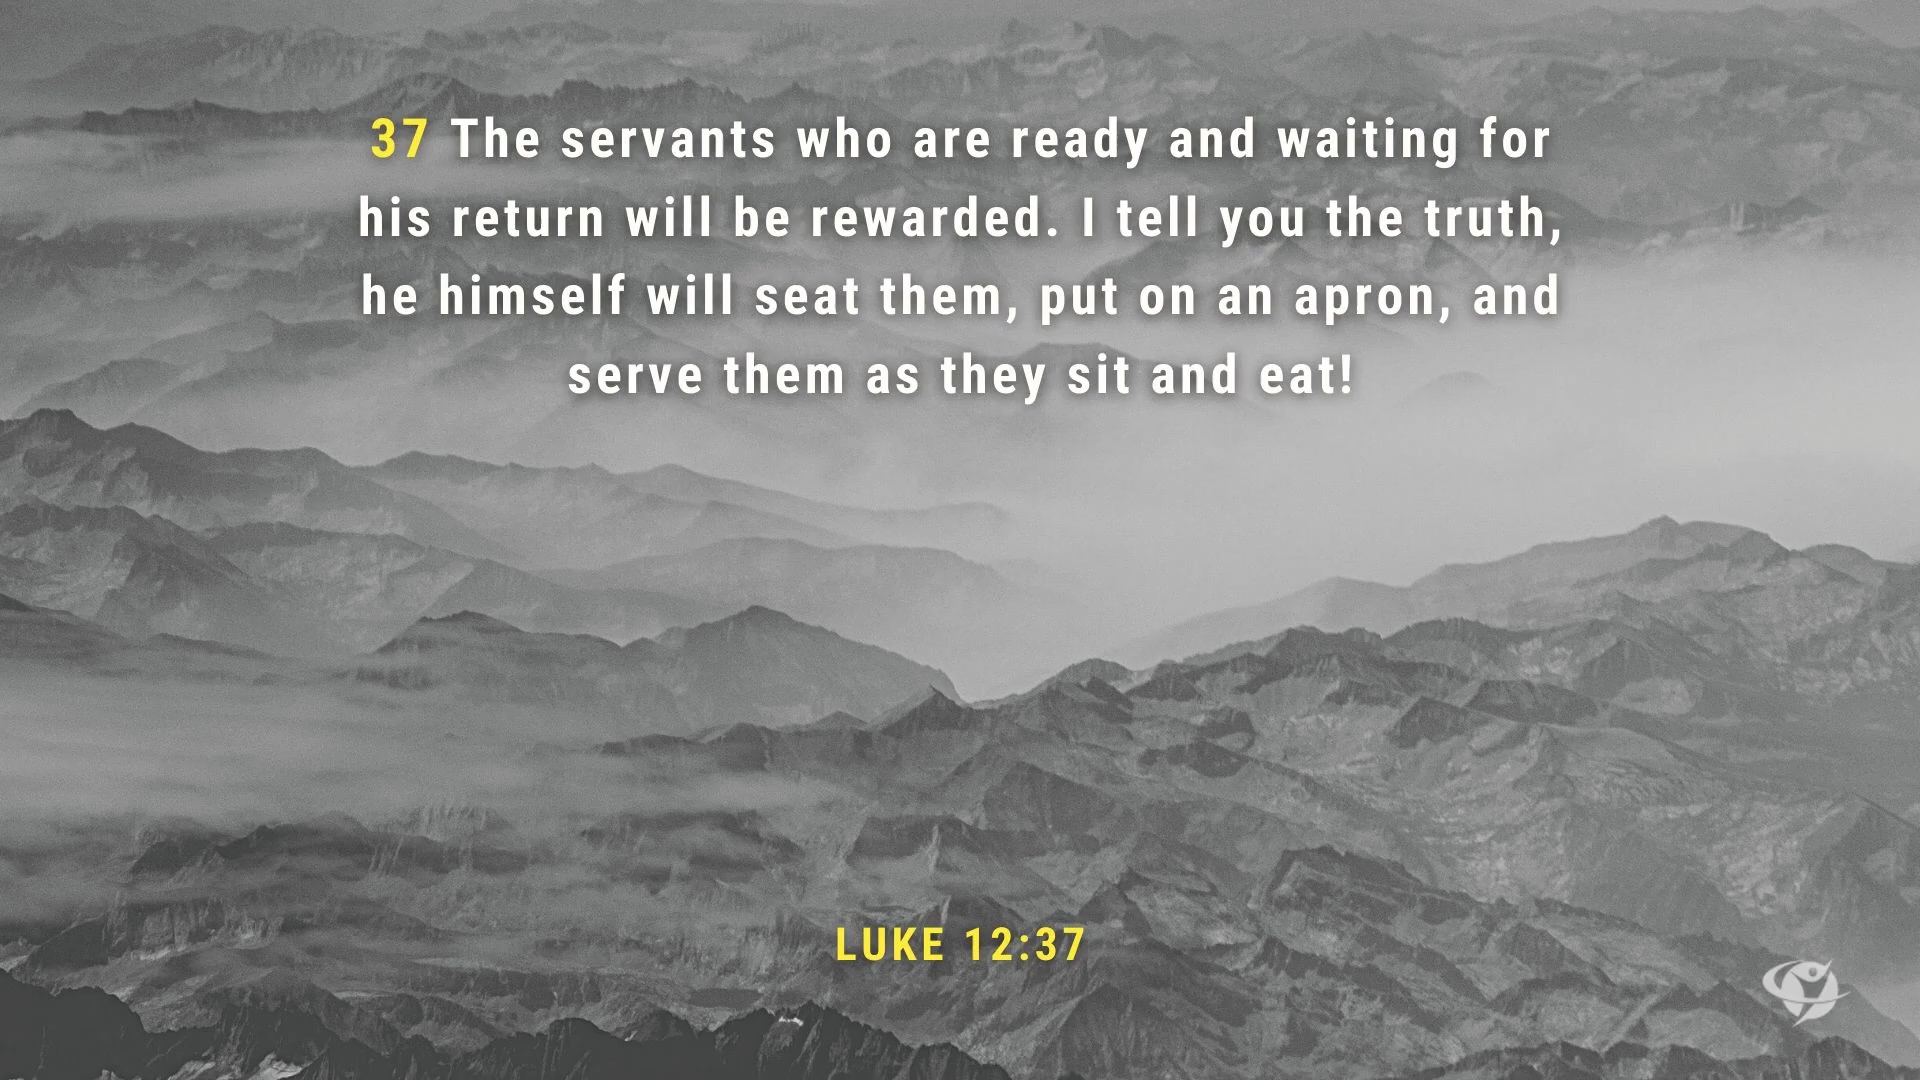 37 The servants who are ready and waiting for
his return will be rewarded. I tell you the truth,
he himself will seat them, put on an apron, and
serve them as they sit and eat!
LUKE 12:37